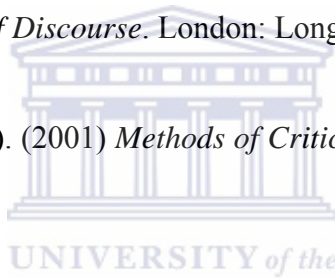 of Discourse. London: Long
). (2001) Methods of Critic
UNIVERSITY of the